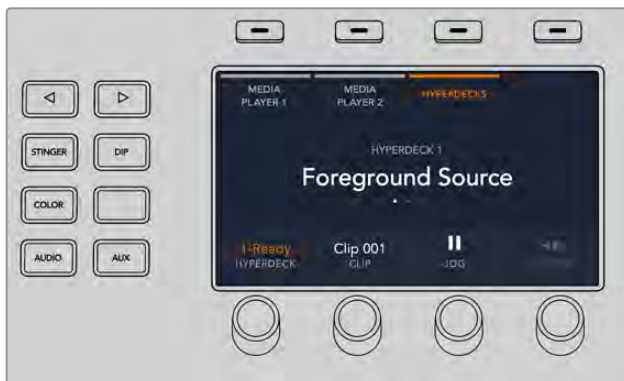 MEDIA
PLAYER 1
MEDIA
PLAYER 2
HYPERDECKS
STINGER
DIP
HYPERDECK 1
Foreground Source
COLOR
AUDIO
AUX
1-Ready
HYPERDECK
Clip 001
CLIP
JOG